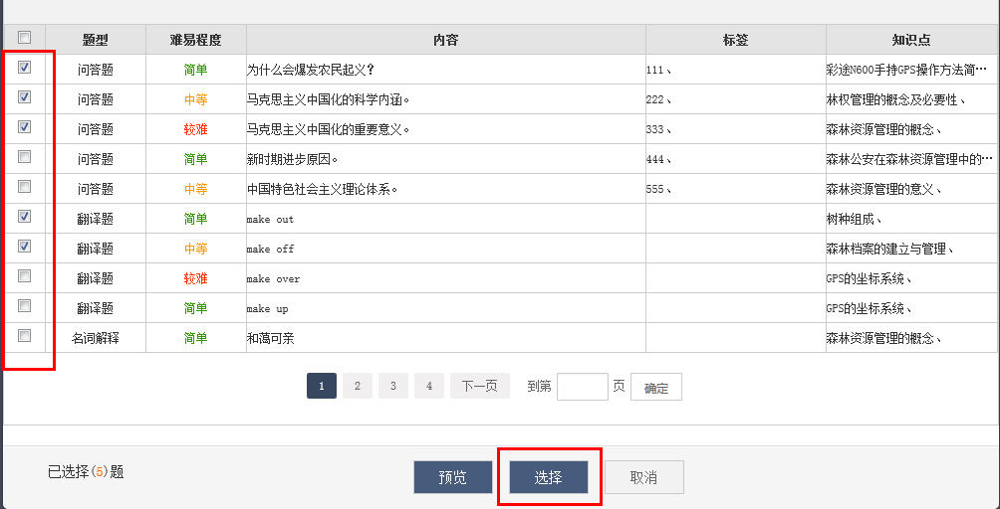 题型 难易程度 内容 标签 知识点
问答题 简单 为什么会爆发农民起义? 111、 彩途N600手持GPS操作方法简…
问答题 中等 马克思主义中国化的科学内涵。 222、 林权管理的概念及必要性、
问答题 较难 马克思主义中国化的重要意义。 333、 森林资源管理的概念、
问答题 简单 新时期进步原因。 444、 森林公安在森林资源管理中的…
问答题 中等 中国特色社会主义理论体系。 555、 森林资源管理的意义、
翻译题 简单 make out 树种组成、
翻译题 中等 make off 森林档案的建立与管理、
翻译题 较难 make over GPS的坐标系统、
翻译题 简单 make up GPS的坐标系统、
名词解释 简单 和蔼可亲 森林资源管理的概念、
1 2 3 4 下一页 到第 页 确定
已选择(5)题 预览 选择 取消